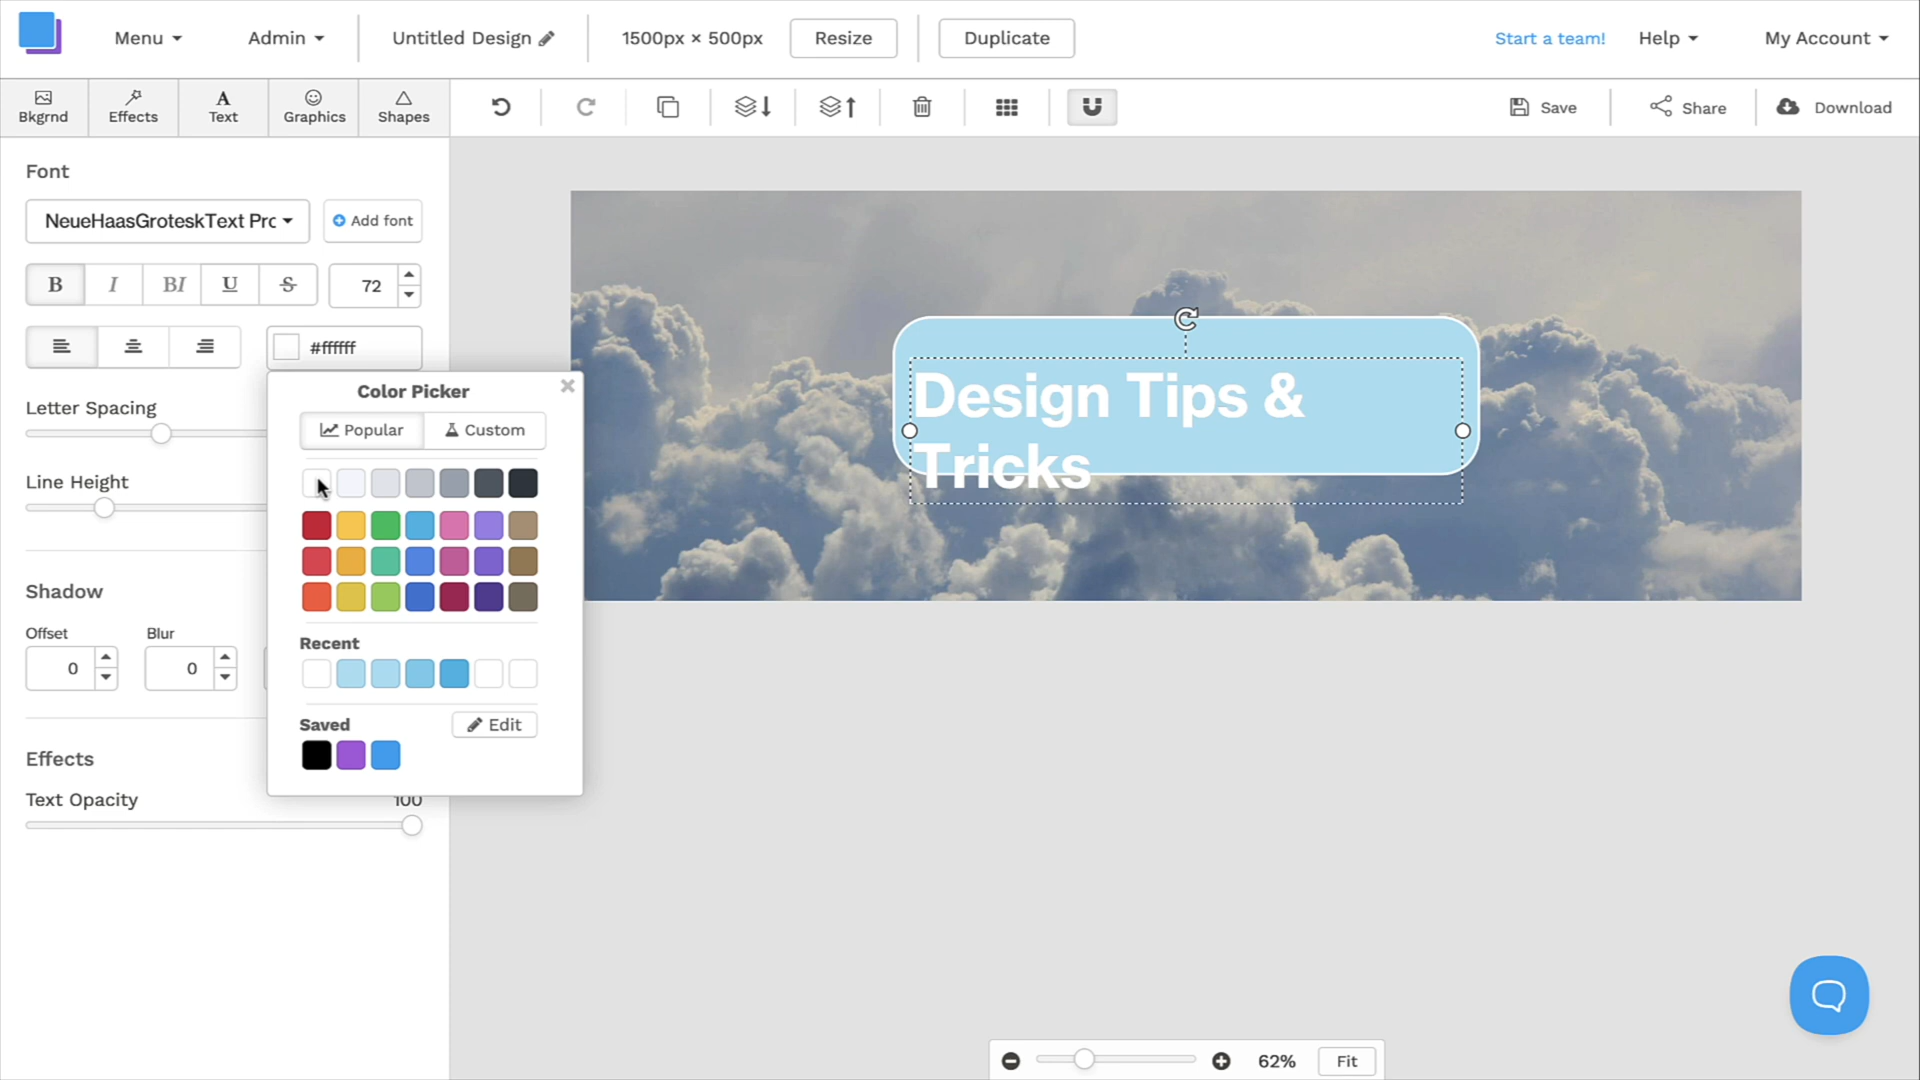 Menu
Admin
Untitled Design
1500px × 500px
Resize
Duplicate
Start a team!
Help
My Account
Bkgrnd
Effects
Text
Graphics
Shapes
Save
Share
Download
Font
NeueHaasGroteskText Pro
Add font
B
I
BI
U
S
72
#ffffff
Color Picker
Popular
Custom
Letter Spacing
Line Height
Shadow
Offset
Blur
0
0
Recent
Saved
Edit
Effects
Text Opacity
100
Design Tips &
Tricks
62%
Fit